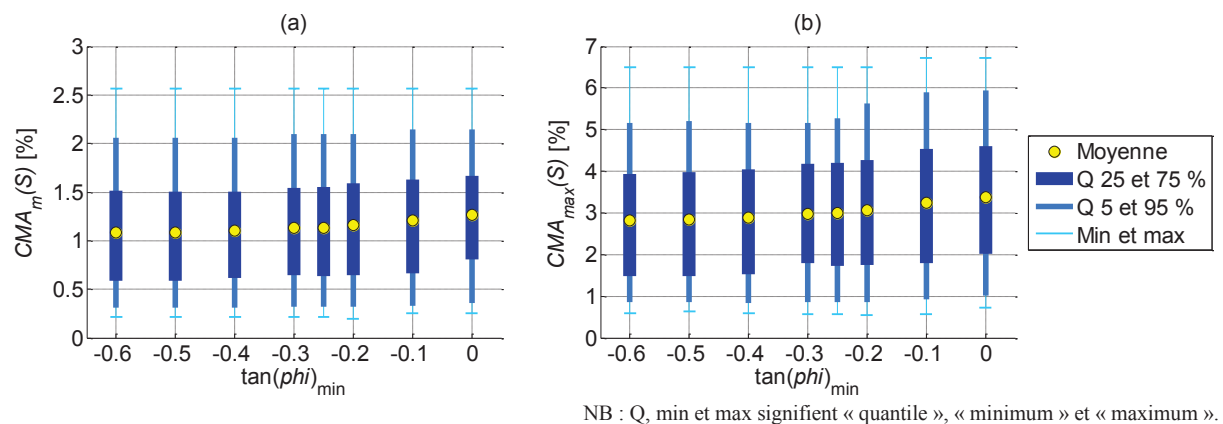 (a)
3
2.5
2
1.5
1
0.5
0
CMA_m(S) [%]
-0.6 -0.5 -0.4 -0.3 -0.2 -0.1 0
tan(phi)_min
(b)
7
6
5
4
3
2
1
0
CMA_max(S) [%]
-0.6 -0.5 -0.4 -0.3 -0.2 -0.1 0
tan(phi)_min
Moyenne
Q 25 et 75 %
Q 5 et 95 %
Min et max
NB : Q, min et max signifient « quantile », « minimum » et « maximum ».